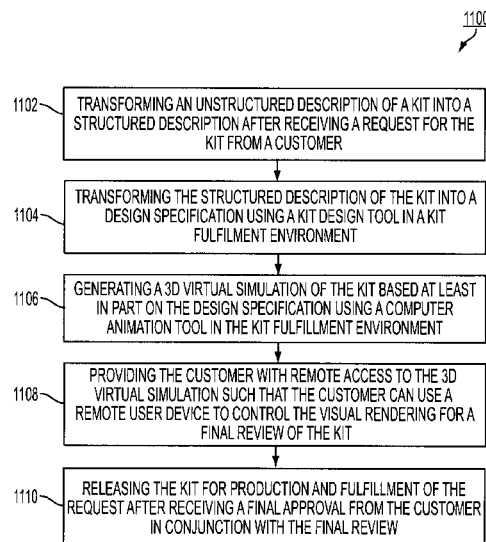 1100
1102
TRANSFORMING AN UNSTRUCTURED DESCRIPTION OF A KIT INTO A
STRUCTURED DESCRIPTION AFTER RECEIVING A REQUEST FOR THE
KIT FROM A CUSTOMER
1104
TRANSFORMING THE STRUCTURED DESCRIPTION OF THE KIT INTO A
DESIGN SPECIFICATION USING A KIT DESIGN TOOL IN A KIT
FULFILMENT ENVIRONMENT
1106
GENERATING A 3D VIRTUAL SIMULATION OF THE KIT BASED AT LEAST
IN PART ON THE DESIGN SPECIFICATION USING A COMPUTER
ANIMATION TOOL IN THE KIT FULFILLMENT ENVIRONMENT
1108
PROVIDING THE CUSTOMER WITH REMOTE ACCESS TO THE 3D
VIRTUAL SIMULATION SUCH THAT THE CUSTOMER CAN USE A
REMOTE USER DEVICE TO CONTROL THE VISUAL RENDERING FOR A
FINAL REVIEW OF THE KIT
1110
RELEASING THE KIT FOR PRODUCTION AND FULFILLMENT OF THE
REQUEST AFTER RECEIVING A FINAL APPROVAL FROM THE CUSTOMER
IN CONJUNCTION WITH THE FINAL REVIEW